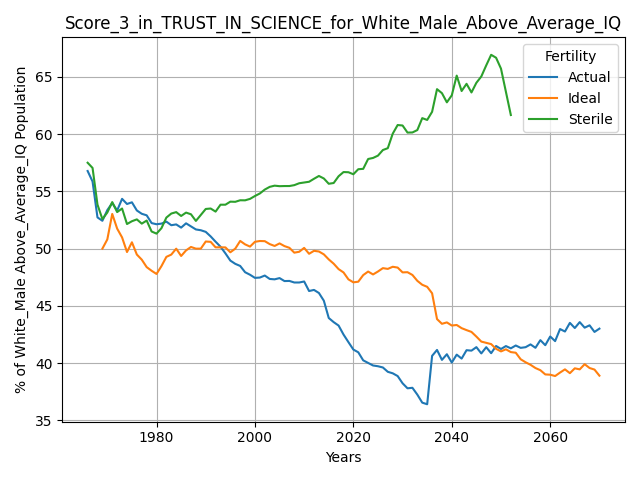 Score_3_in_TRUST_IN_SCIENCE_for_White_Male_Above_Average_IQ
% of White_Male Above_Average_IQ Population
65
60
55
50
45
40
35
Fertility
Actual
Ideal
Sterile
1980
2000
2020
2040
2060
Years